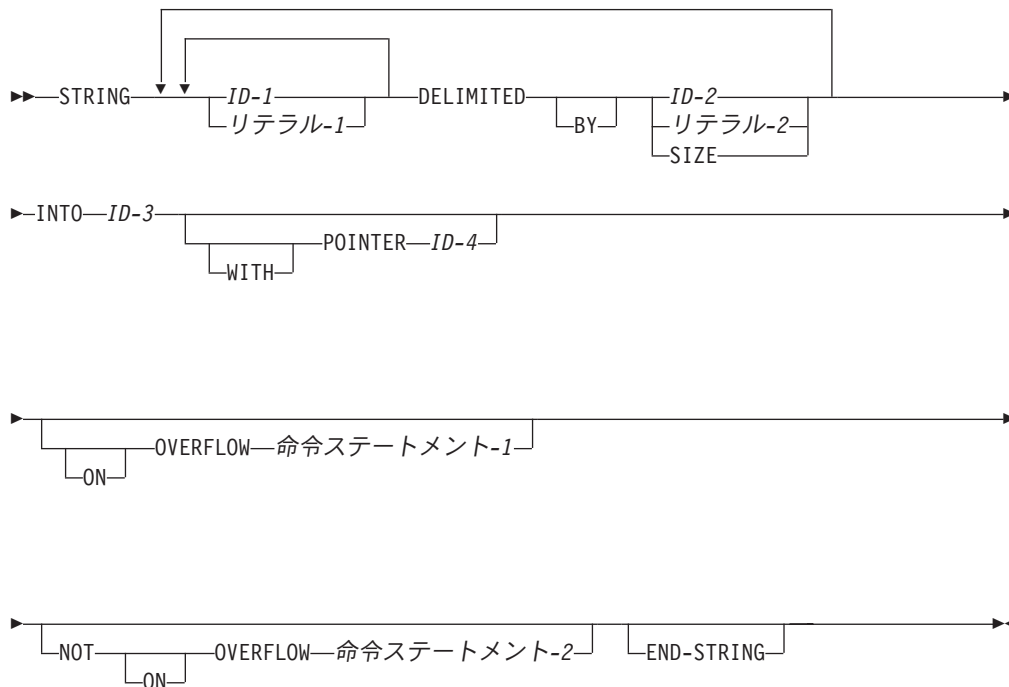 STRING ID-1 DELIMITED ID-2
リテラル-1 BY リテラル-2
SIZE
INTO ID-3
POINTER ID-4
WITH
OVERFLOW 命令ステートメント-1
ON
NOT OVERFLOW 命令ステートメント-2 END-STRING
ON